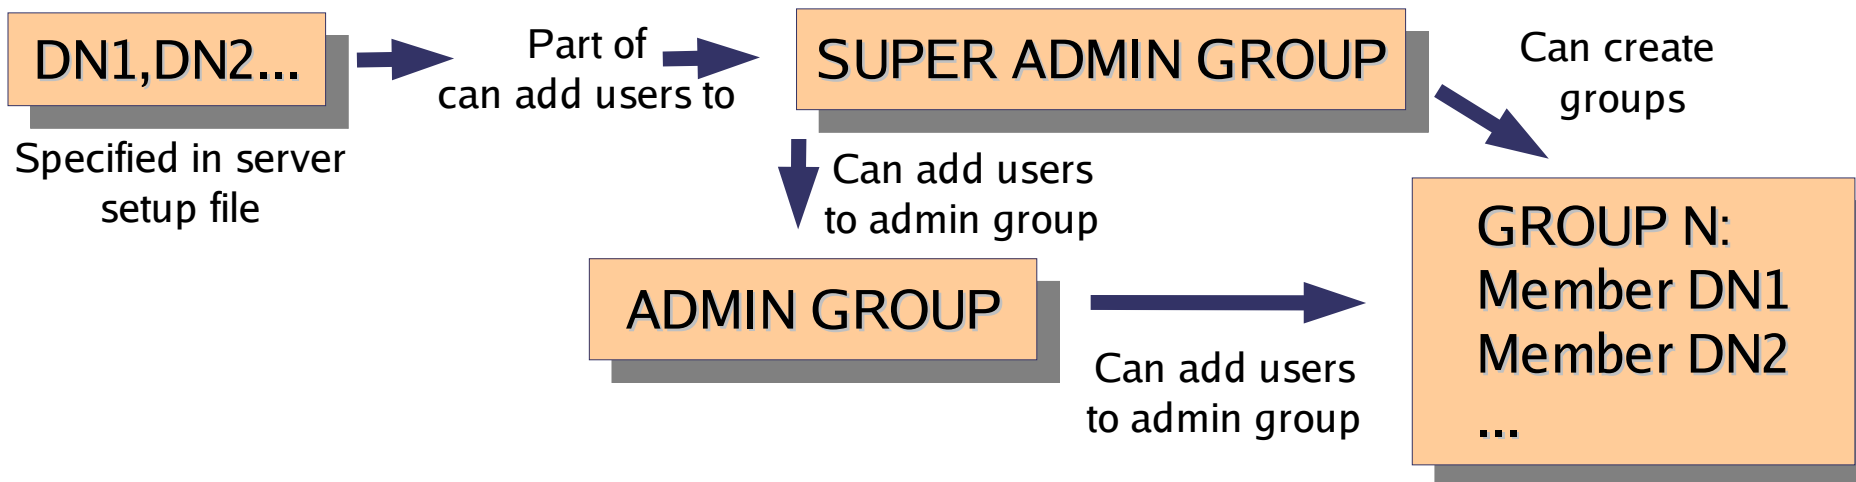 DN1,DN2...
Specified in server
setup file
Part of
can add users to
SUPER ADMIN GROUP
Can create
groups
Can add users
to admin group
ADMIN GROUP
Can add users
to admin group
GROUP N:
Member DN1
Member DN2
...